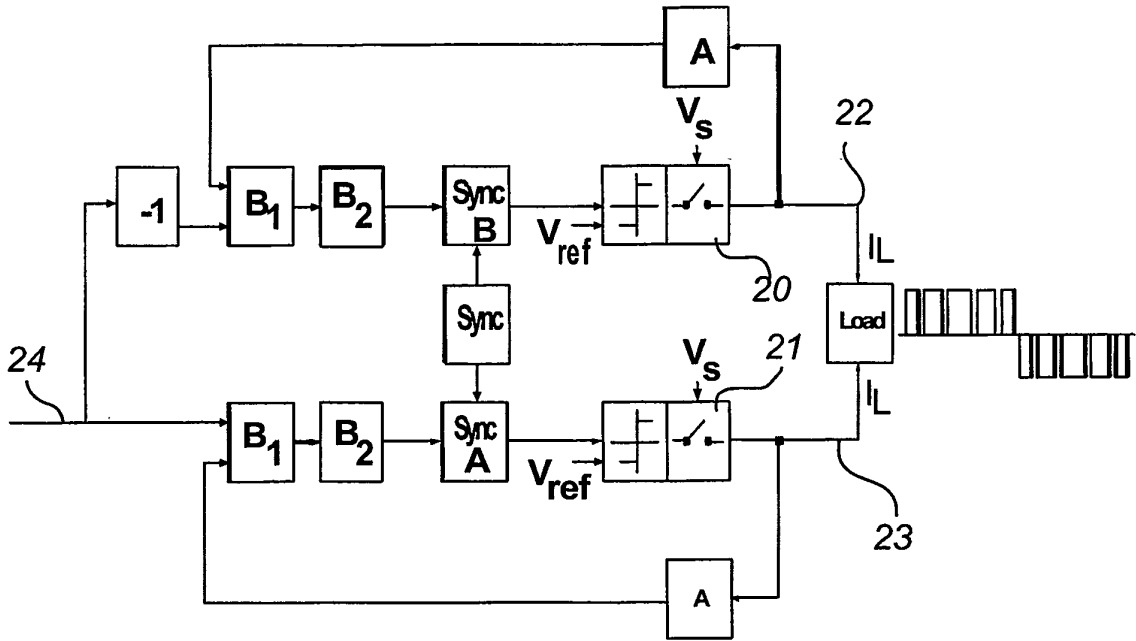 A
Vs
22
-1
B1
B2
Sync
B
Vref
20
IL
Sync
Load
24
21
Vs
IL
B1
B2
Sync
A
Vref
23
A